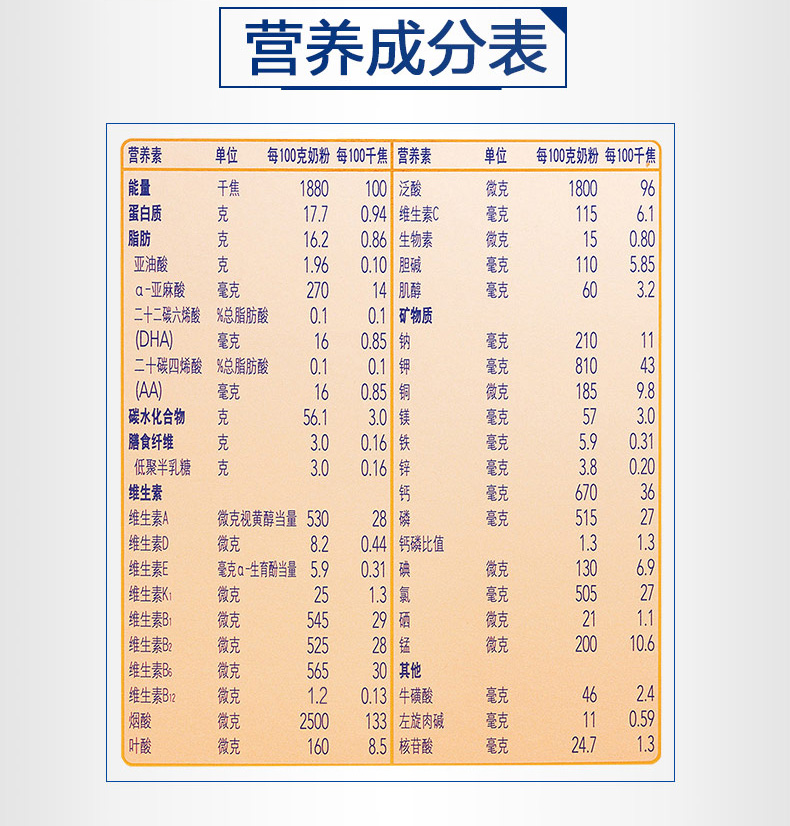 营养成分表
营养素 单位 每100克奶粉 每100千焦
能量 千焦 1880 100
蛋白质 克 17.7 0.94
脂肪 克 16.2 0.86
亚油酸 克 1.96 0.10
α-亚麻酸 毫克 270 14
二十二碳六烯酸 %总脂肪酸 0.1 0.1
(DHA) 毫克 16 0.85
二十碳四烯酸 %总脂肪酸 0.1 0.1
(AA) 毫克 16 0.85
碳水化合物 克 56.1 3.0
膳食纤维 克 3.0 0.16
低聚半乳糖 克 3.0 0.16
维生素
维生素A 微克视黄醇当量 530 28
维生素D 微克 8.2 0.44
维生素E 毫克α-生育酚当量 5.9 0.31
维生素K1 微克 25 1.3
维生素B1 微克 545 29
维生素B2 微克 525 28
维生素B6 微克 565 30
维生素B12 微克 1.2 0.13
烟酸 微克 2500 133
叶酸 微克 160 8.5
营养素 单位 每100克奶粉 每100千焦
泛酸 微克 1800 96
维生素C 毫克 115 6.1
生物素 微克 15 0.80
胆碱 毫克 110 5.85
肌醇 毫克 60 3.2
矿物质
钠 毫克 210 11
钾 毫克 810 43
铜 微克 185 9.8
镁 毫克 57 3.0
铁 毫克 5.9 0.31
锌 毫克 3.8 0.20
钙 毫克 670 36
磷 毫克 515 27
钙磷比值 1.3 1.3
碘 微克 130 6.9
氯 毫克 505 27
硒 微克 21 1.1
锰 微克 200 10.6
其他
牛磺酸 毫克 46 2.4
左旋肉碱 毫克 11 0.59
核苷酸 毫克 24.7 1.3